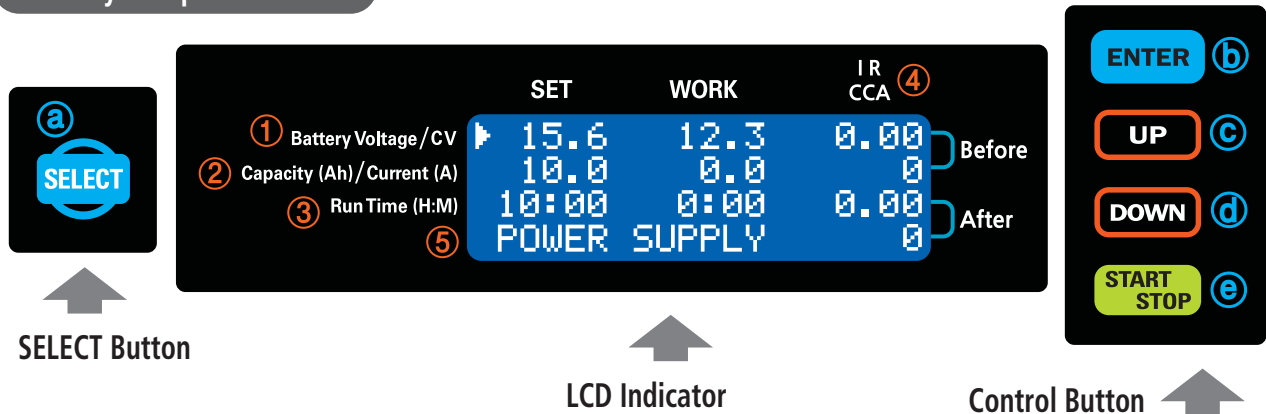 ⓐ
SELECT
SELECT Button
SET WORK IR CCA ④
① Battery Voltage/CV 15.6 12.3 0.00 Before
② Capacity (Ah)/Current (A) 10.0 0.0 0
③ Run Time (H:M) 10:00 0:00 0.00 After
⑤ POWER SUPPLY 0
LCD Indicator
ENTER ⓑ
UP ⓒ
DOWN ⓓ
START STOP ⓔ
Control Button